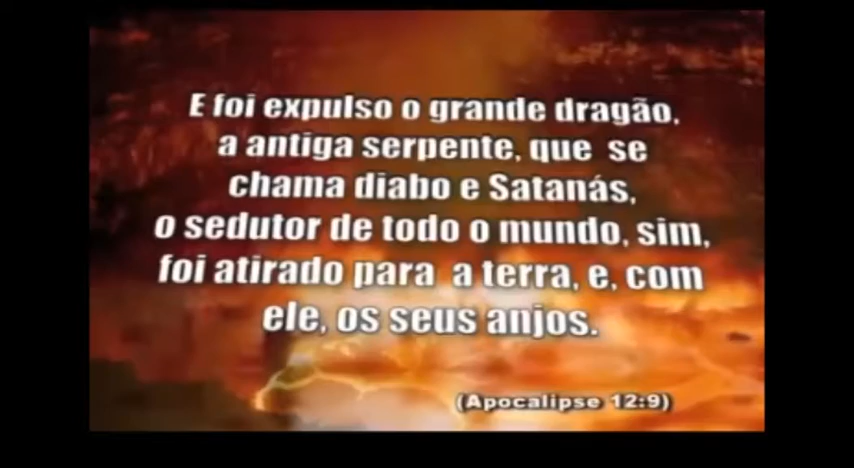 E foi expulso o grande dragão,
a antiga serpente, que se
chama diabo e Satanás,
o sedutor de todo o mundo, sim,
foi atirado para a terra, e, com
ele, os seus anjos.
(Apocalipse 12:9)